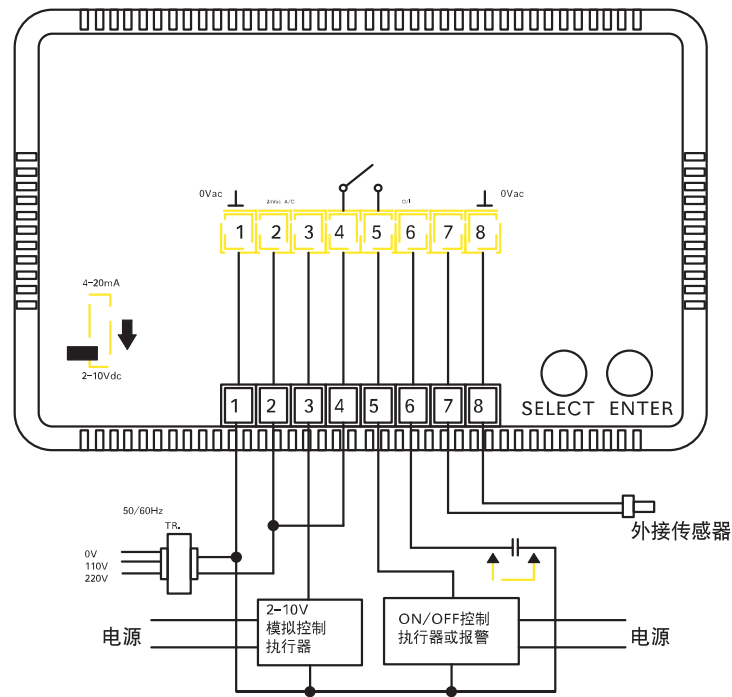 0Vac
24Vac A/C
O/I
0Vac
1 2 3 4 5 6 7 8
4-20mA
2-10Vdc
SELECT ENTER
1 2 3 4 5 6 7 8
50/60Hz
TR.
外接传感器
0V
110V
220V
2-10V
模拟控制
执行器
ON/OFF控制
执行器或报警
电源
电源